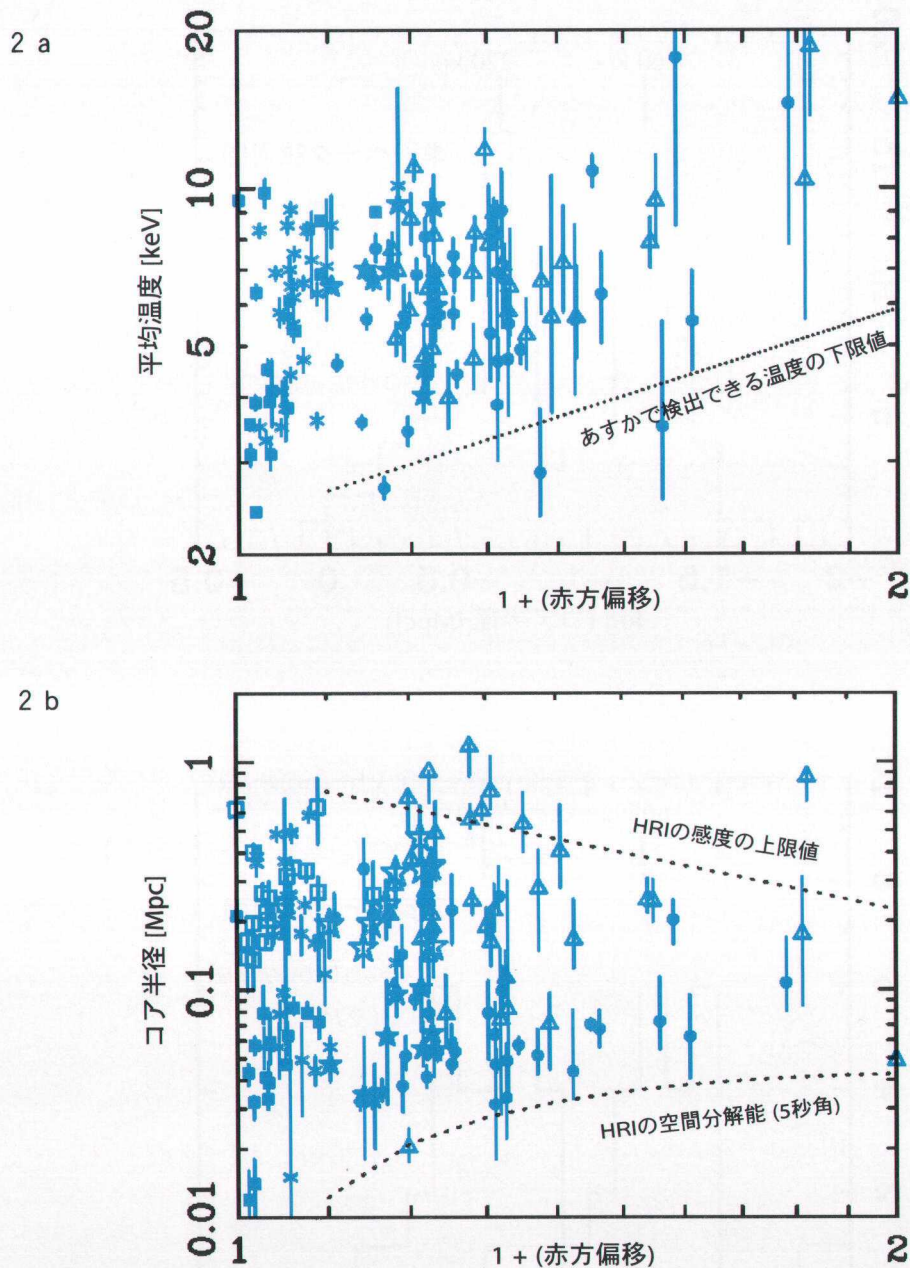 2 a
20
10
5
2
平均温度 [keV]
あすかで検出できる温度の下限値
1
2
1 + (赤方偏移)
2 b
1
0.1
0.01
コア半径 [Mpc]
HRIの感度の上限値
HRIの空間分解能 (5秒角)
1
2
1 + (赤方偏移)